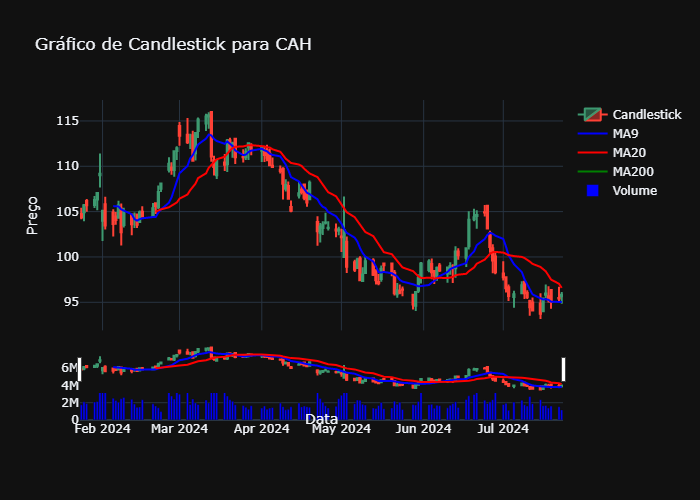 Gráfico de Candlestick para CAH
Preço
115
110
105
100
95
Candlestick
MA9
MA20
MA200
Volume
6M
4M
2M
0
Data
Feb 2024
Mar 2024
Apr 2024
May 2024
Jun 2024
Jul 2024